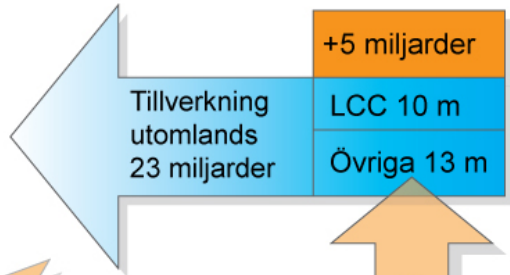 +5 miljarder
Tillverkning
utomlands
23 miljarder
LCC 10 m
Övriga 13 m